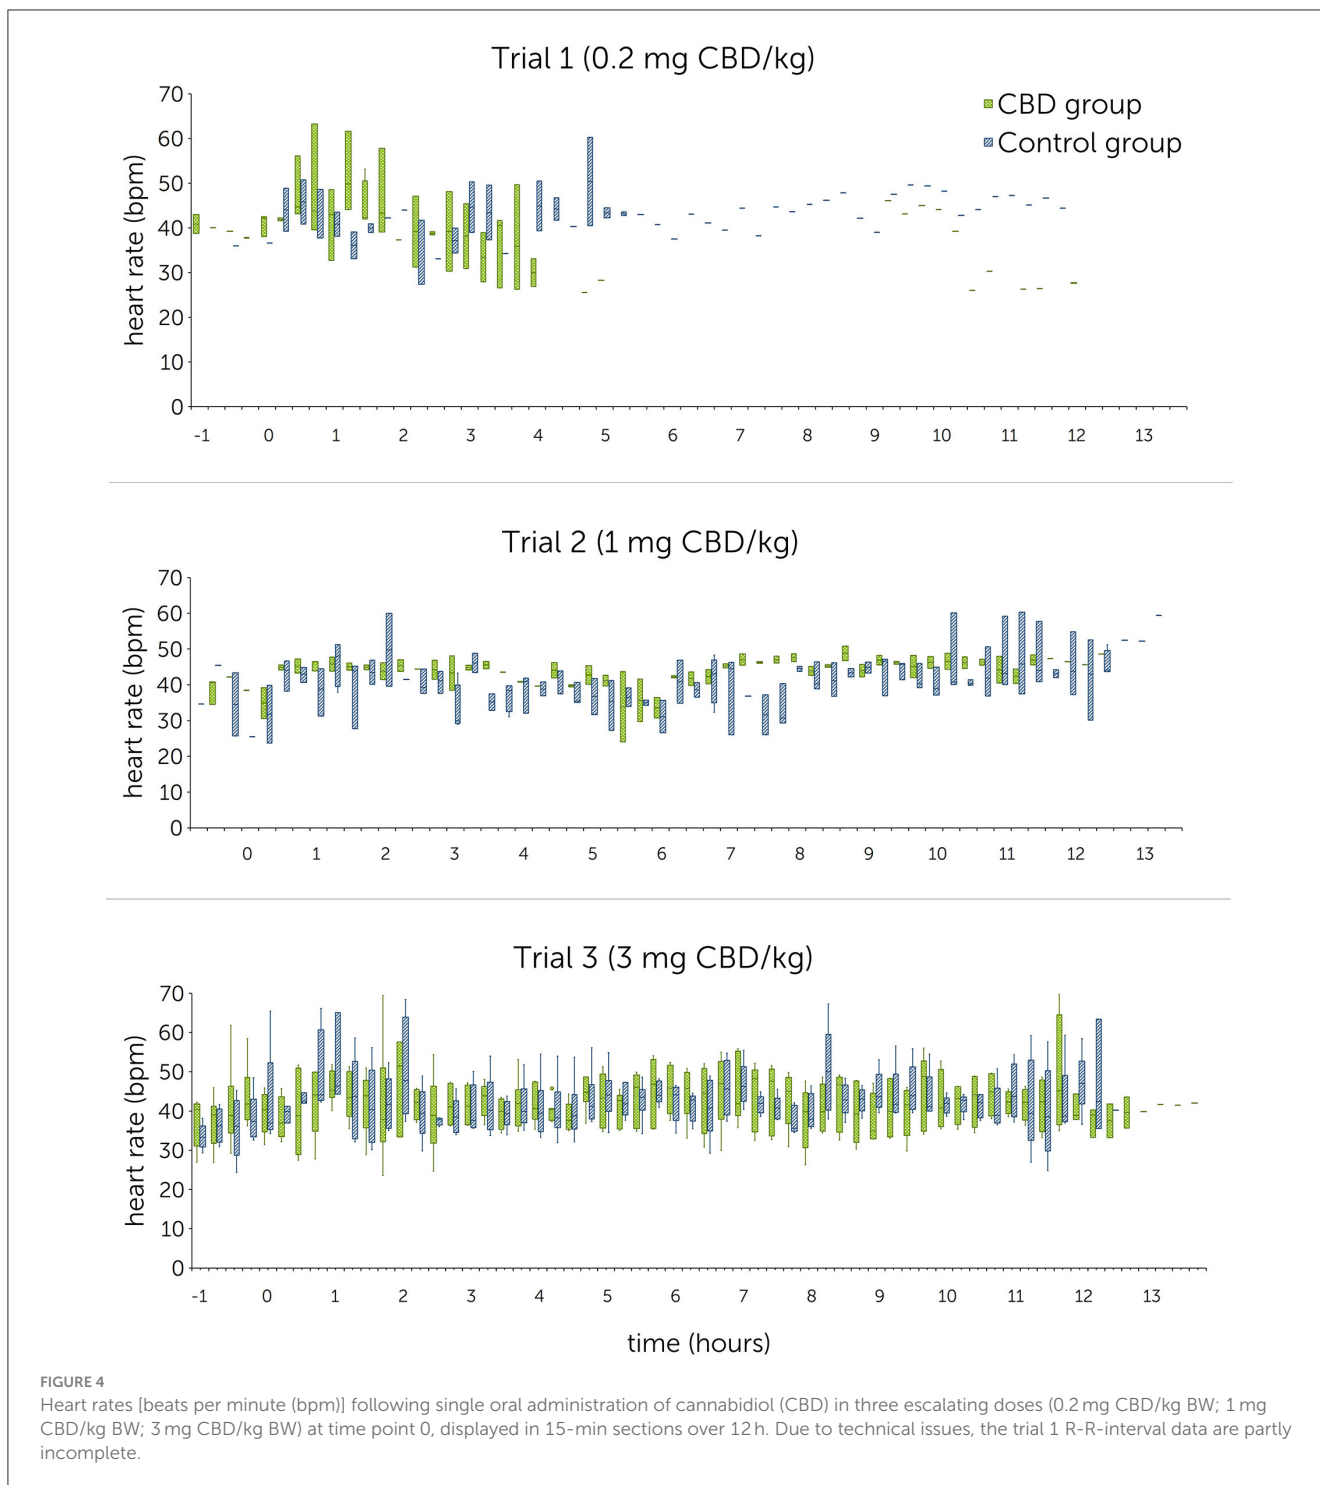 Trial 1 (0.2 mg CBD/kg)
CBD group
Control group
heart rate (bpm)
70
60
50
40
30
20
10
0
-1 0 1 2 3 4 5 6 7 8 9 10 11 12 13
Trial 2 (1 mg CBD/kg)
heart rate (bpm)
70
60
50
40
30
20
10
0
0 1 2 3 4 5 6 7 8 9 10 11 12 13
Trial 3 (3 mg CBD/kg)
heart rate (bpm)
70
60
50
40
30
20
10
0
-1 0 1 2 3 4 5 6 7 8 9 10 11 12 13
time (hours)
FIGURE 4
Heart rates [beats per minute (bpm)] following single oral administration of cannabidiol (CBD) in three escalating doses (0.2 mg CBD/kg BW; 1 mg
CBD/kg BW; 3 mg CBD/kg BW) at time point 0, displayed in 15-min sections over 12 h. Due to technical issues, the trial 1 R-R-interval data are partly
incomplete.